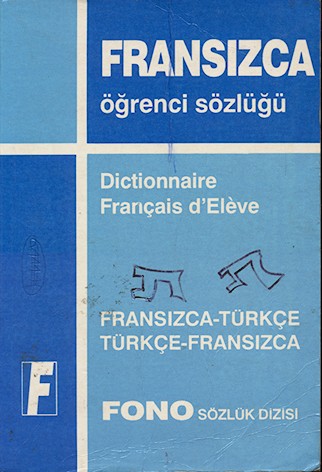 FRANSIZCA
öğrenci sözlüğü
Dictionnaire
Français d'Elève
FRANSIZCA-TÜRKÇE
TÜRKÇE-FRANSIZCA
F
FONO SÖZLÜK DIZISI